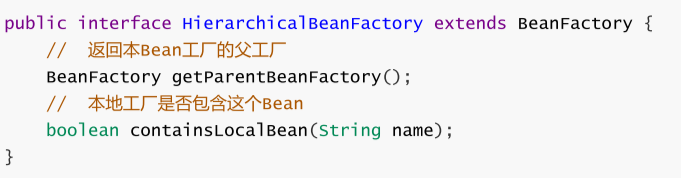 public interface HierarchicalBeanFactory extends BeanFactory {
    //  返回本Bean工厂的父工厂
    BeanFactory getParentBeanFactory();
    //  本地工厂是否包含这个Bean
    boolean containsLocalBean(String name);
}